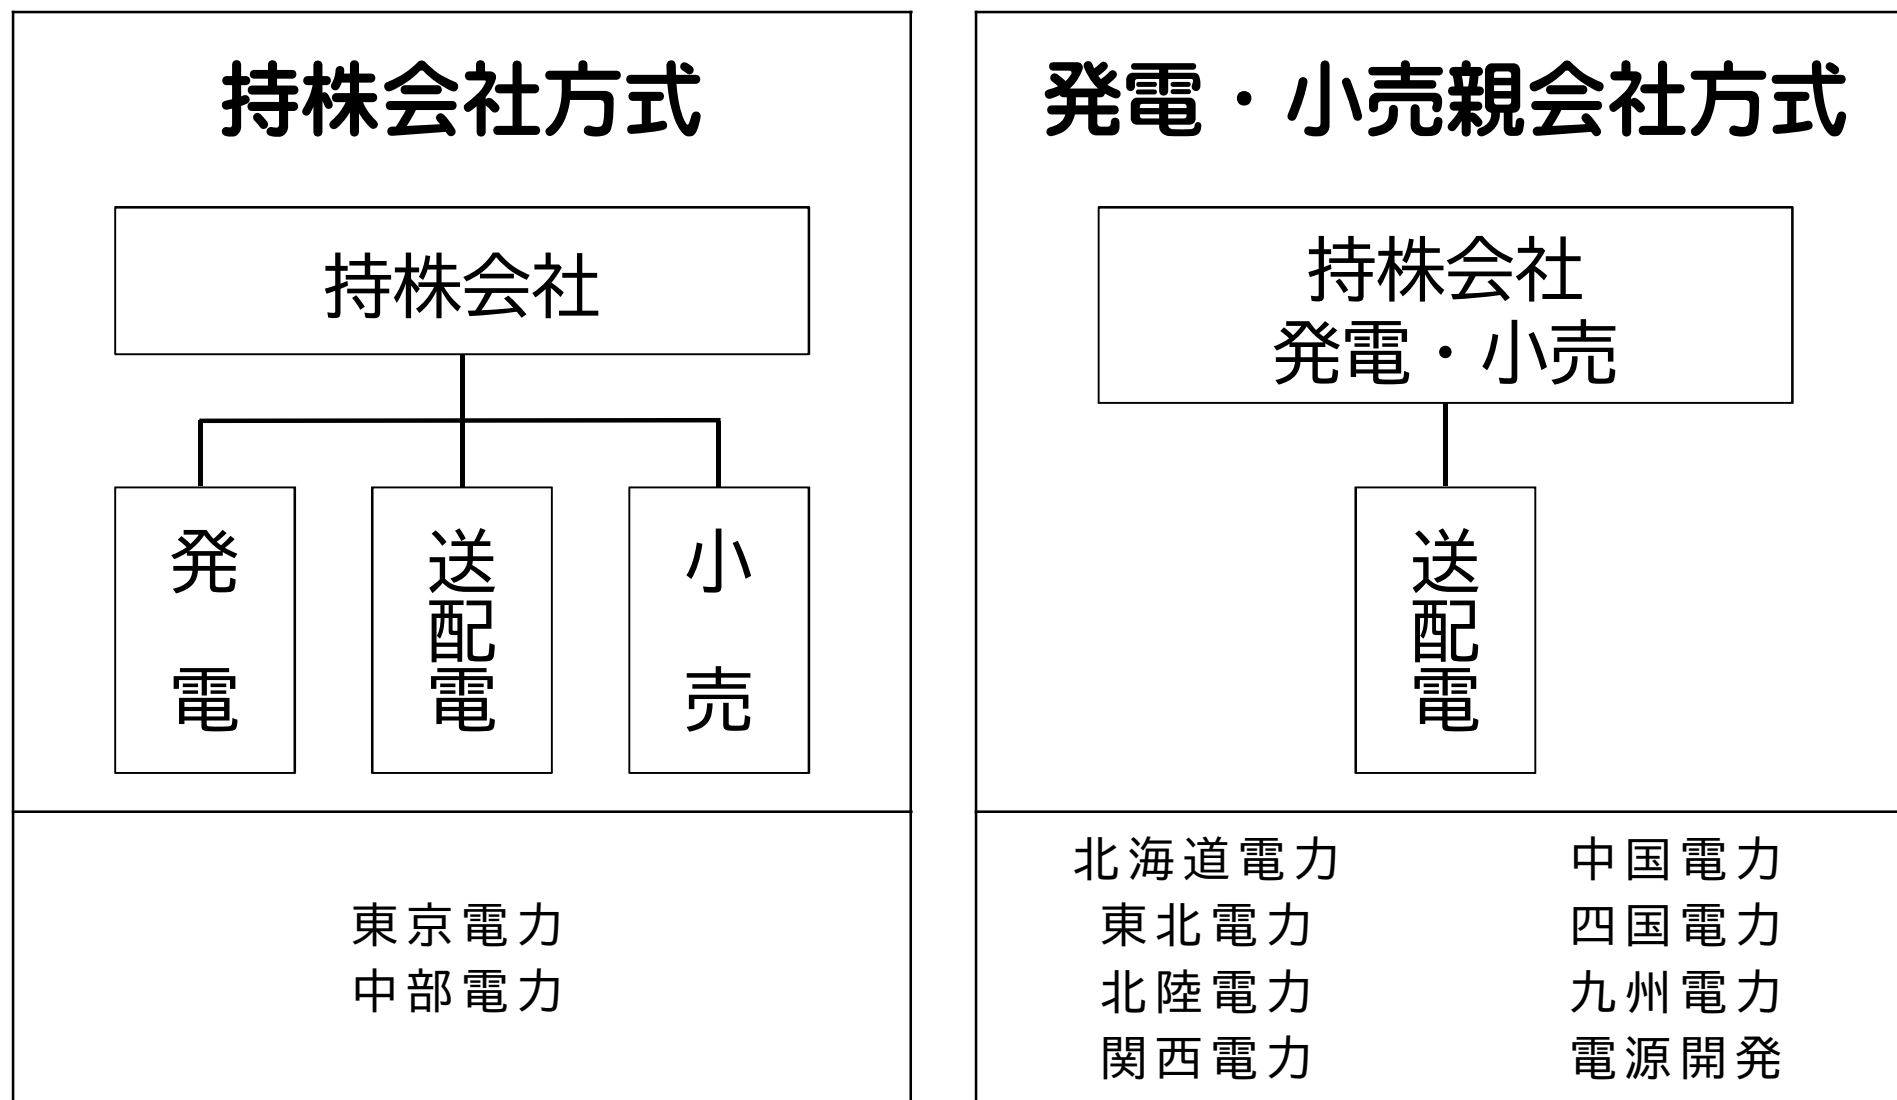 持株会社方式
持株会社
発電
送配電
小売
東京電力
中部電力
発電・小売親会社方式
持株会社
発電・小売
送配電
北海道電力
東北電力
北陸電力
関西電力
中国電力
四国電力
九州電力
電源開発